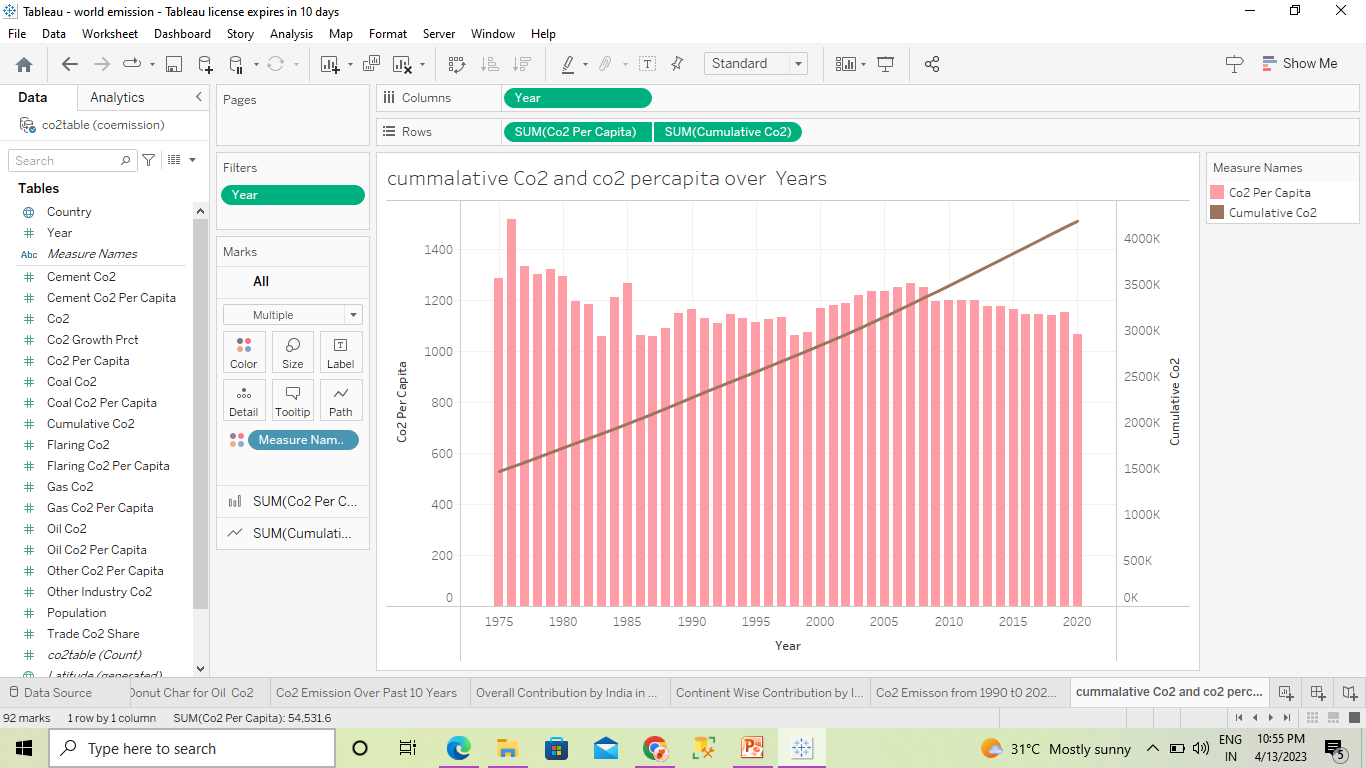 Tableau - world emission - Tableau license expires in 10 days
File Data Worksheet Dashboard Story Analysis Map Format Server Window Help
Standard
Show Me
Data Analytics
co2table (coemission)
Search
Tables
Country
Year
Abc Measure Names
Cement Co2
Cement Co2 Per Capita
Co2
Co2 Growth Prct
Co2 Per Capita
Coal Co2
Coal Co2 Per Capita
Cumulative Co2
Flaring Co2
Flaring Co2 Per Capita
Gas Co2
Gas Co2 Per Capita
Oil Co2
Oil Co2 Per Capita
Other Co2 Per Capita
Other Industry Co2
Population
Trade Co2 Share
co2table (Count)
Latitude (generated)
Pages
Filters
Year
Marks
All
Multiple
Color Size Label
Detail Tooltip Path
Measure Nam..
SUM(Co2 Per C...
SUM(Cumulati...
Columns Year
Rows SUM(Co2 Per Capita) SUM(Cumulative Co2)
cummalative Co2 and co2 percapita over Years
Co2 Per Capita
1400
1200
1000
800
600
400
200
0
Cumulative Co2
4000K
3500K
3000K
2500K
2000K
1500K
1000K
500K
0K
1975 1980 1985 1990 1995 2000 2005 2010 2015 2020
Year
Measure Names
Co2 Per Capita
Cumulative Co2
Data Source Donut Char for Oil Co2 Co2 Emission Over Past 10 Years Overall Contribution by India in ... Continent Wise Contribution by I... Co2 Emisson from 1990 t0 202... cummalative Co2 and co2 perc...
92 marks 1 row by 1 column SUM(Co2 Per Capita): 54,531.6
Type here to search
31°C Mostly sunny
ENG
IN
10:55 PM
4/13/2023
5